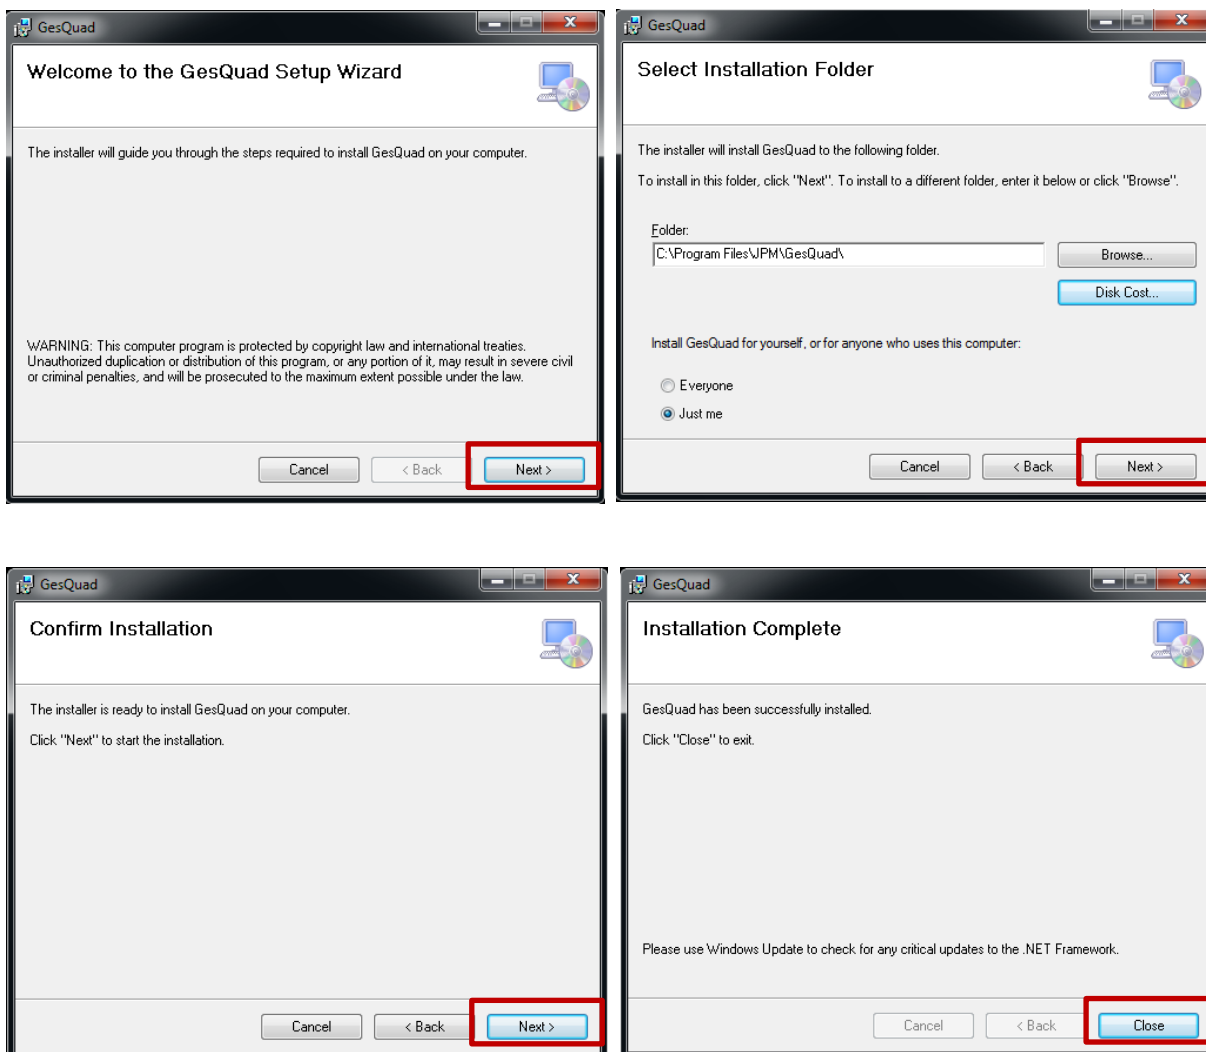 GesQuad
Welcome to the GesQuad Setup Wizard
The installer will guide you through the steps required to install GesQuad on your computer.
WARNING: This computer program is protected by copyright law and international treaties.
Unauthorized duplication or distribution of this program, or any portion of it, may result in severe civil
or criminal penalties, and will be prosecuted to the maximum extent possible under the law.
Cancel
< Back
Next >
GesQuad
Select Installation Folder
The installer will install GesQuad to the following folder.
To install in this folder, click "Next". To install to a different folder, enter it below or click "Browse".
Folder:
C:\Program Files\JPM\GesQuad\
Browse...
Disk Cost...
Install GesQuad for yourself, or for anyone who uses this computer:
Everyone
Just me
Cancel
< Back
Next >
GesQuad
Confirm Installation
The installer is ready to install GesQuad on your computer.
Click "Next" to start the installation.
Cancel
< Back
Next >
GesQuad
Installation Complete
GesQuad has been successfully installed.
Click "Close" to exit.
Please use Windows Update to check for any critical updates to the .NET Framework.
Cancel
< Back
Close